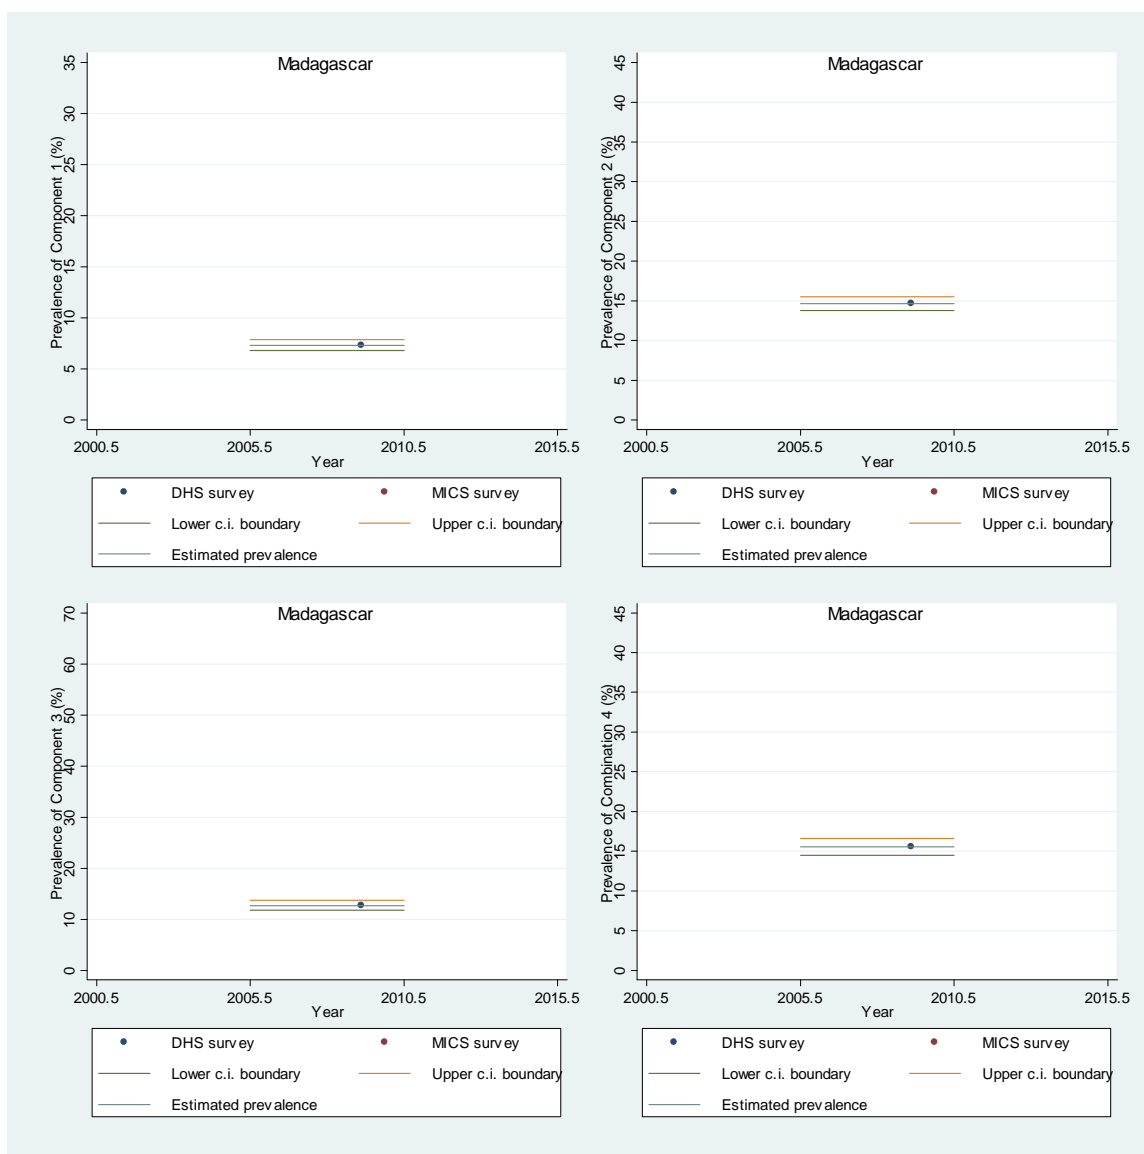 Madagascar
35
30
25
20
15
10
5
0
Prevalence of Component 1 (%)
2000.5 2005.5 2010.5 2015.5
Year
DHS survey MICS survey
Lower c.i. boundary Upper c.i. boundary
Estimated prevalence
Madagascar
45
40
35
30
25
20
15
10
5
0
Prevalence of Component 2 (%)
2000.5 2005.5 2010.5 2015.5
Year
DHS survey MICS survey
Lower c.i. boundary Upper c.i. boundary
Estimated prevalence
Madagascar
70
60
50
40
30
20
10
0
Prevalence of Component 3 (%)
2000.5 2005.5 2010.5 2015.5
Year
DHS survey MICS survey
Lower c.i. boundary Upper c.i. boundary
Estimated prevalence
Madagascar
45
40
35
30
25
20
15
10
5
0
Prevalence of Combination 4 (%)
2000.5 2005.5 2010.5 2015.5
Year
DHS survey MICS survey
Lower c.i. boundary Upper c.i. boundary
Estimated prevalence